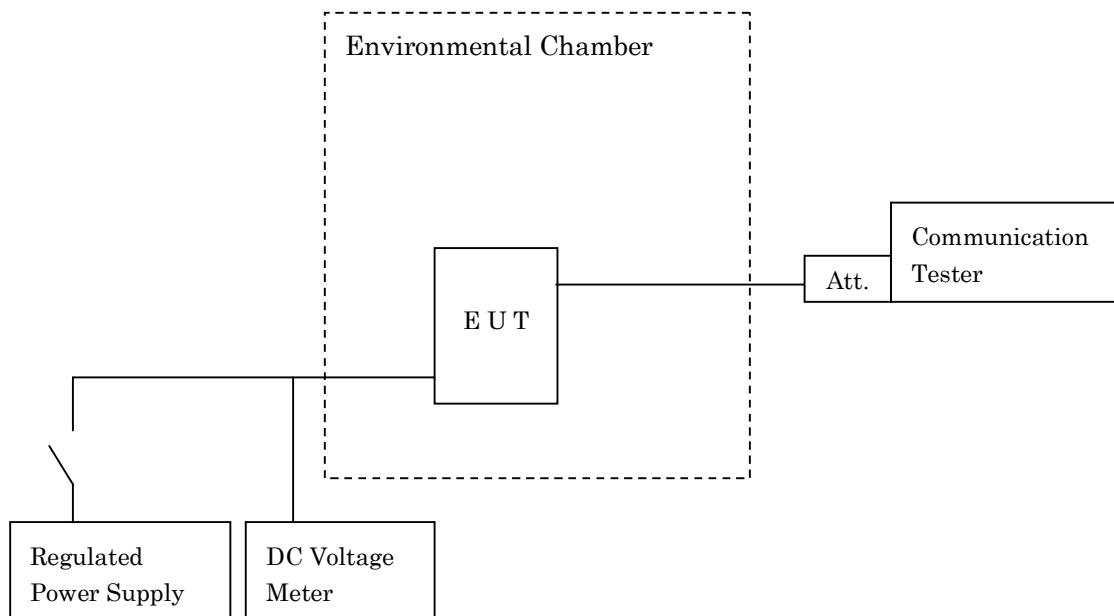 Environmental Chamber
Communication
Tester
Att.
E U T
Regulated
Power Supply
DC Voltage
Meter